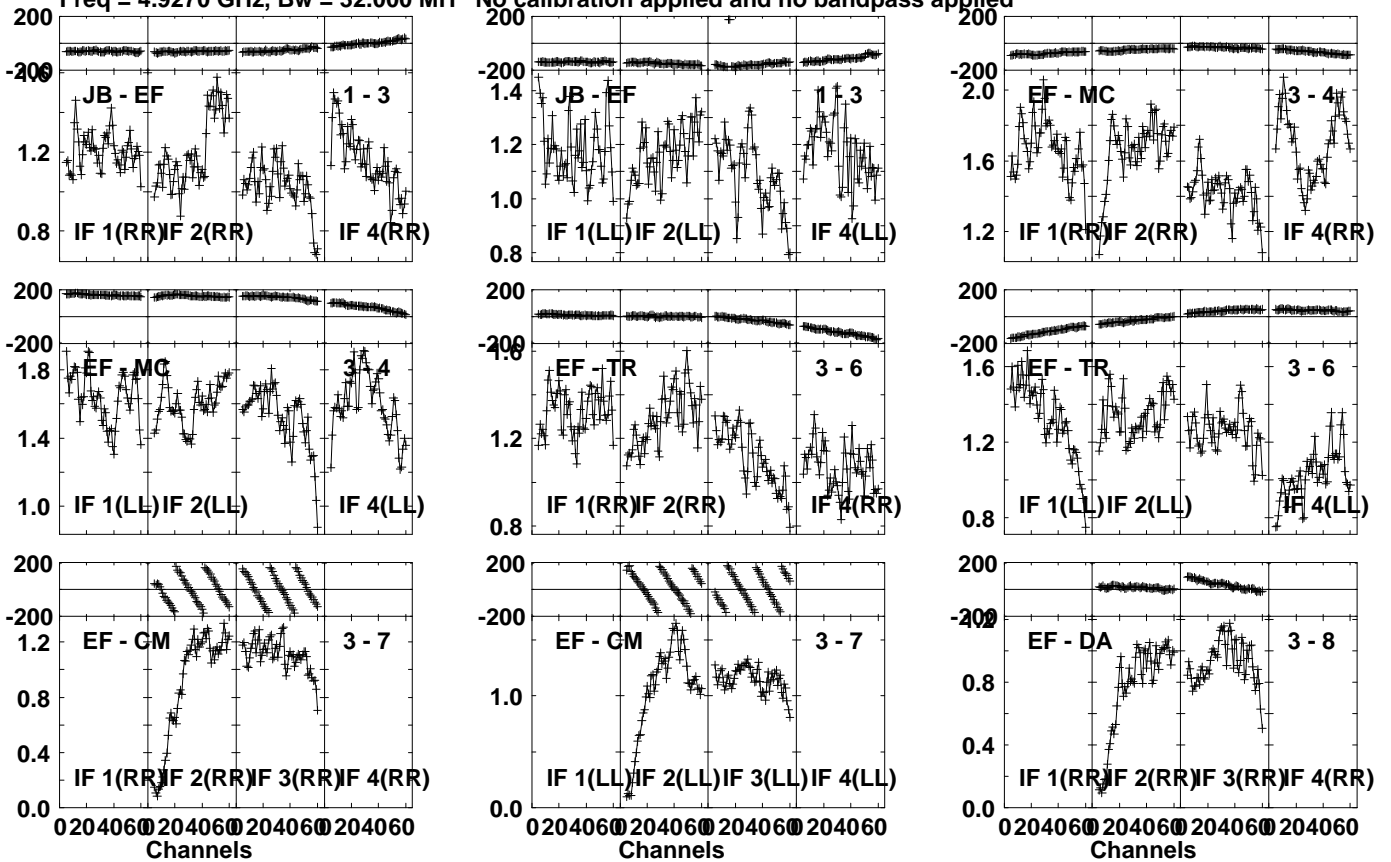 Freq = 4.9270 GHz, Bw = 32.000 MH No calibration applied and no bandpass applied
200
-200
1.6
1.2
0.8
JB - EF
1 - 3
IF 1(RR)
IF 2(RR)
IF 4(RR)
200
-200
1.4
1.2
1.0
0.8
JB - EF
1 - 3
IF 1(LL)
IF 2(LL)
IF 4(LL)
200
-200
2.0
1.6
1.2
EF - MC
3 - 4
IF 1(RR)
IF 2(RR)
IF 4(RR)
200
-200
1.8
1.4
1.0
EF - MC
3 - 4
IF 1(LL)
IF 2(LL)
IF 4(LL)
200
-200
1.6
1.2
0.8
EF - TR
3 - 6
IF 1(RR)
IF 2(RR)
IF 4(RR)
200
-200
1.6
1.2
0.8
EF - TR
3 - 6
IF 1(LL)
IF 2(LL)
IF 4(LL)
200
-200
1.2
0.8
0.4
0.0
EF - CM
3 - 7
IF 1(RR)
IF 2(RR)
IF 3(RR)
IF 4(RR)
0 20 40 60 0 20 40 60 0 20 40 60 0 20 40 60
Channels
200
-200
1.0
0.0
EF - CM
3 - 7
IF 1(LL)
IF 2(LL)
IF 3(LL)
IF 4(LL)
0 20 40 60 0 20 40 60 0 20 40 60 0 20 40 60
Channels
200
-200
1.2
0.8
0.4
0.0
EF - DA
3 - 8
IF 1(RR)
IF 2(RR)
IF 3(RR)
IF 4(RR)
0 20 40 60 0 20 40 60 0 20 40 60 0 20 40 60
Channels